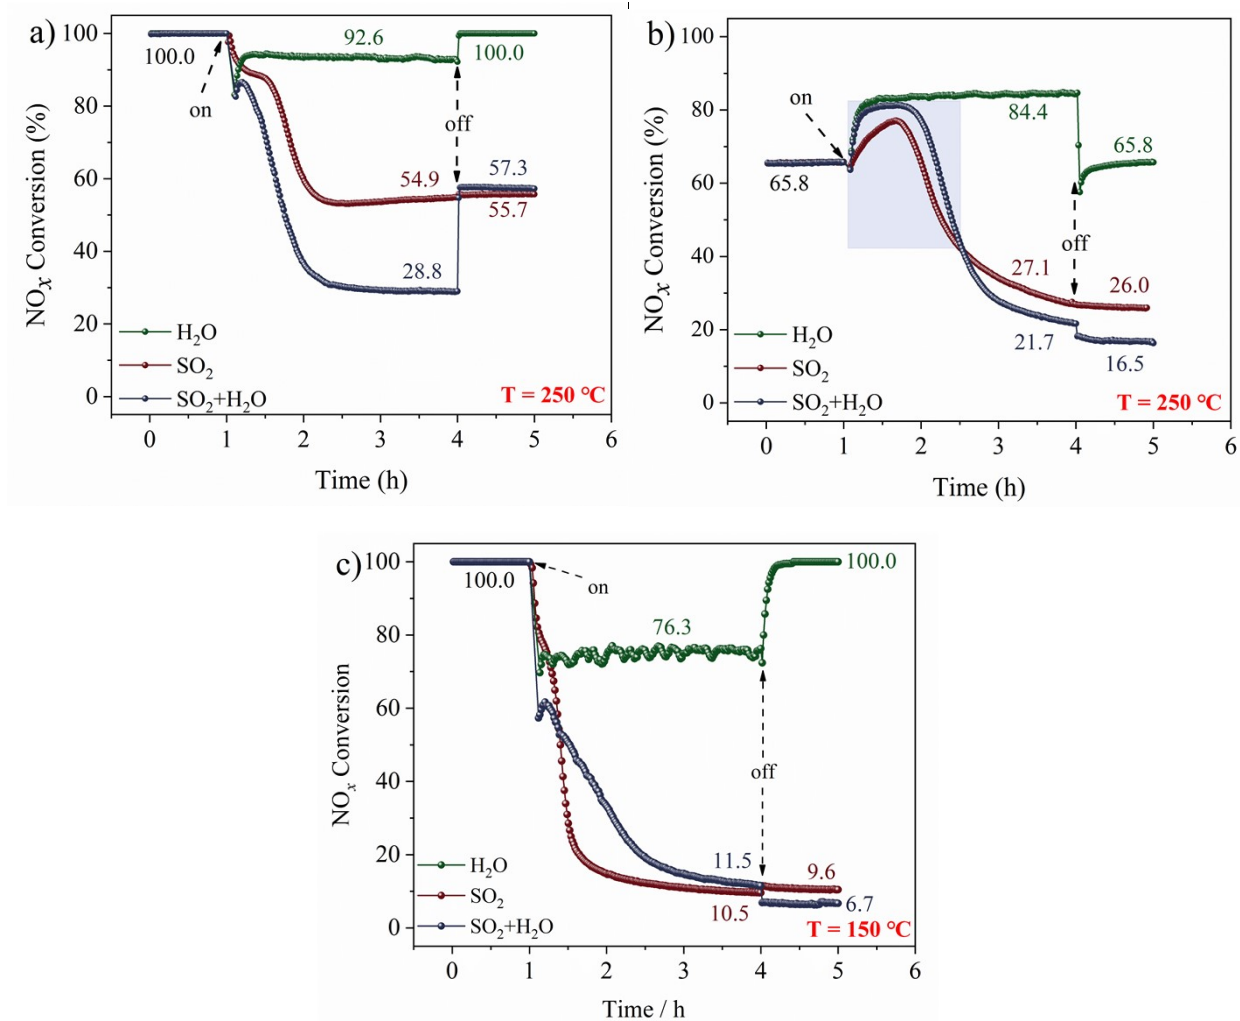 a)
NOx Conversion (%)
100
80
60
40
20
0
100.0
on
92.6
100.0
off
54.9
57.3
55.7
28.8
H₂O
SO₂
SO₂+H₂O
T = 250 °C
0 1 2 3 4 5 6
Time (h)
b)
NOx Conversion (%)
100
80
60
40
20
0
on
65.8
84.4
65.8
off
27.1
26.0
21.7
16.5
H₂O
SO₂
SO₂+H₂O
T = 250 °C
0 1 2 3 4 5 6
Time (h)
c)
NOx Conversion
100
80
60
40
20
0
100.0
on
76.3
100.0
off
11.5
9.6
10.5
6.7
H₂O
SO₂
SO₂+H₂O
T = 150 °C
0 1 2 3 4 5 6
Time / h